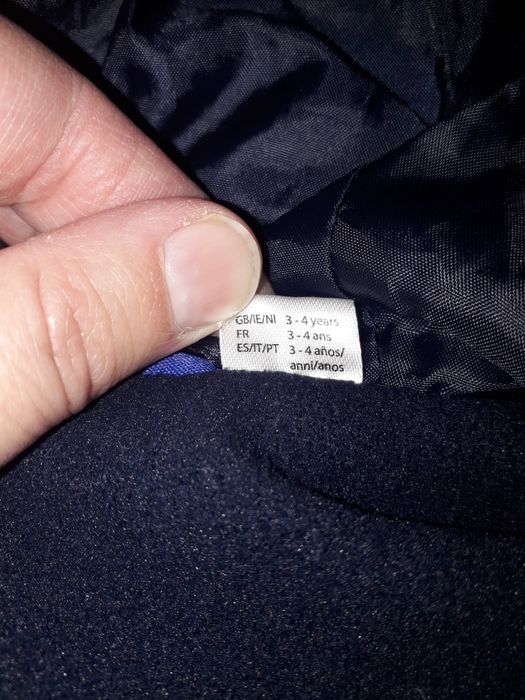 GB/IE/NI 3 - 4 years
FR 3 - 4 ans
ES/IT/PT 3 - 4 años/
anni/anos